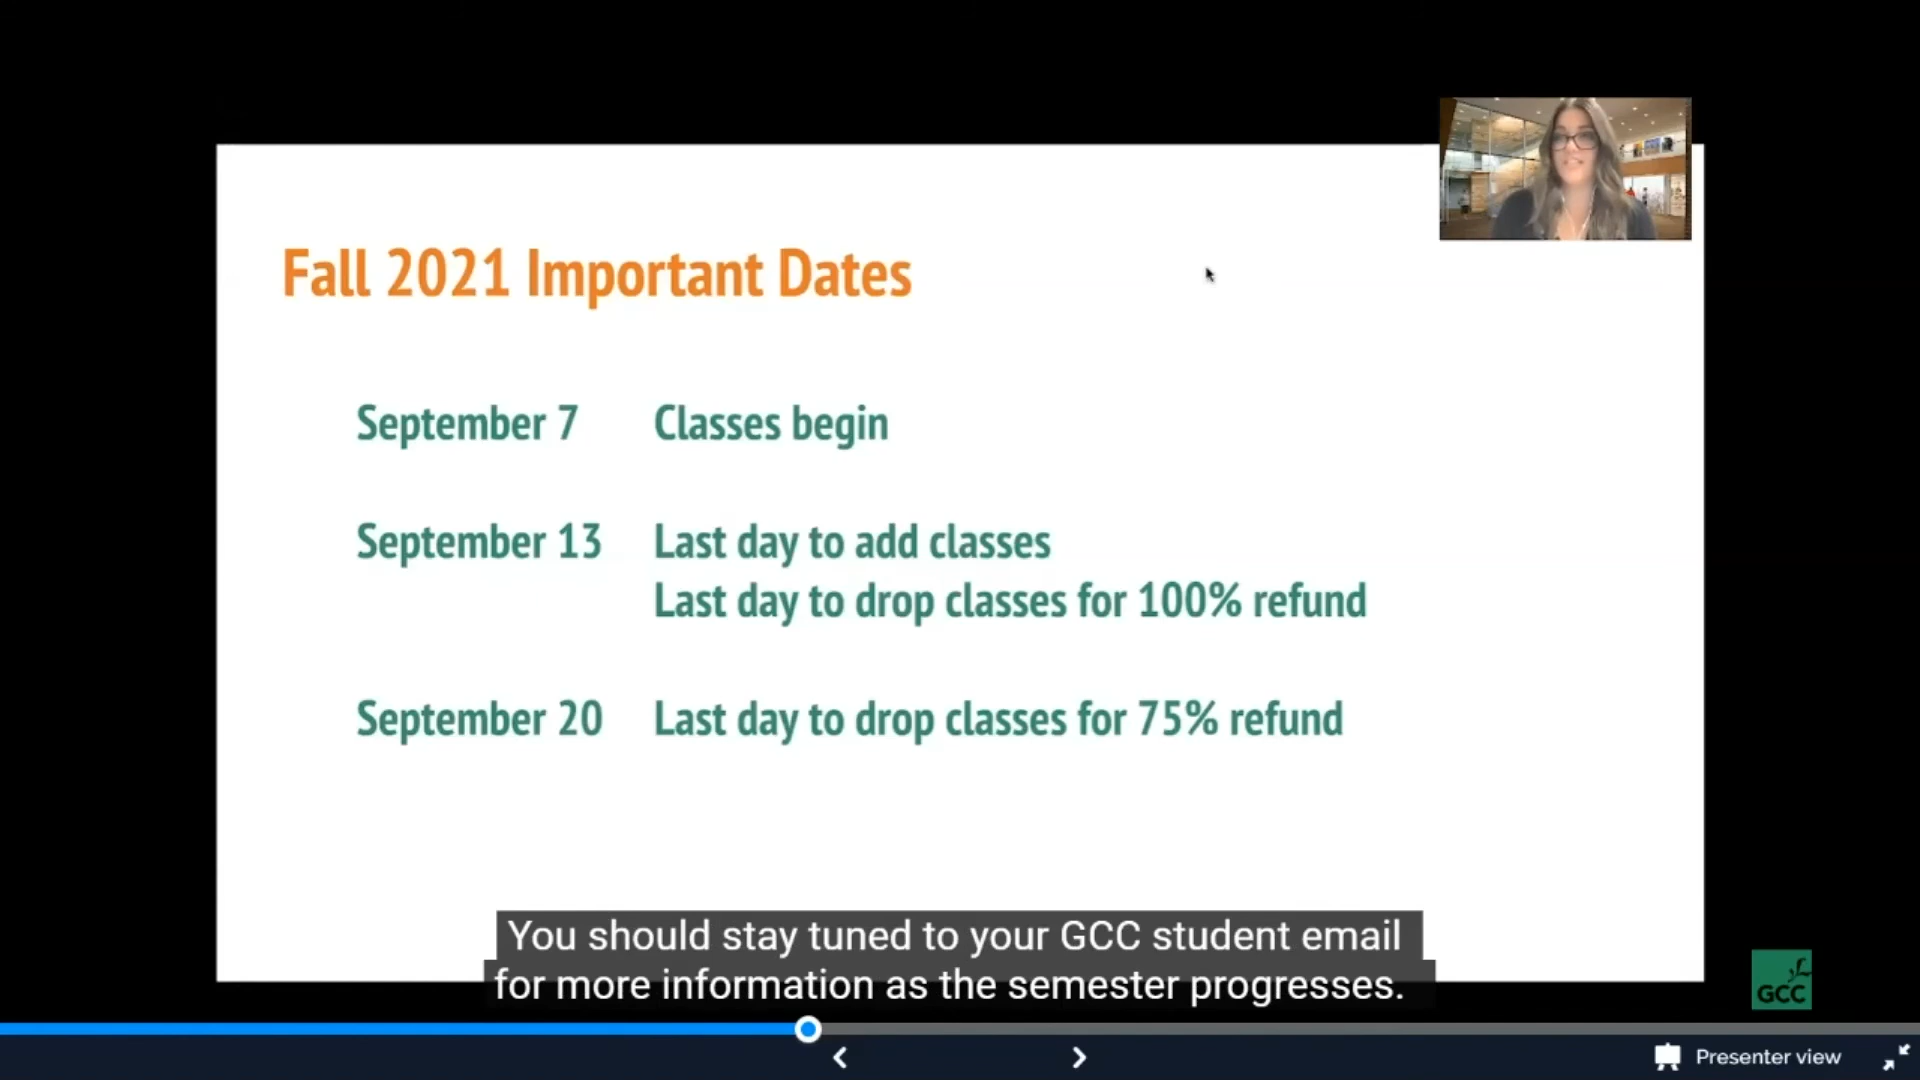 Fall 2021 Important Dates
September 7 Classes begin
September 13 Last day to add classes
Last day to drop classes for 100% refund
September 20 Last day to drop classes for 75% refund
You should stay tuned to your GCC student email
for more information as the semester progresses.
GCC
Presenter view